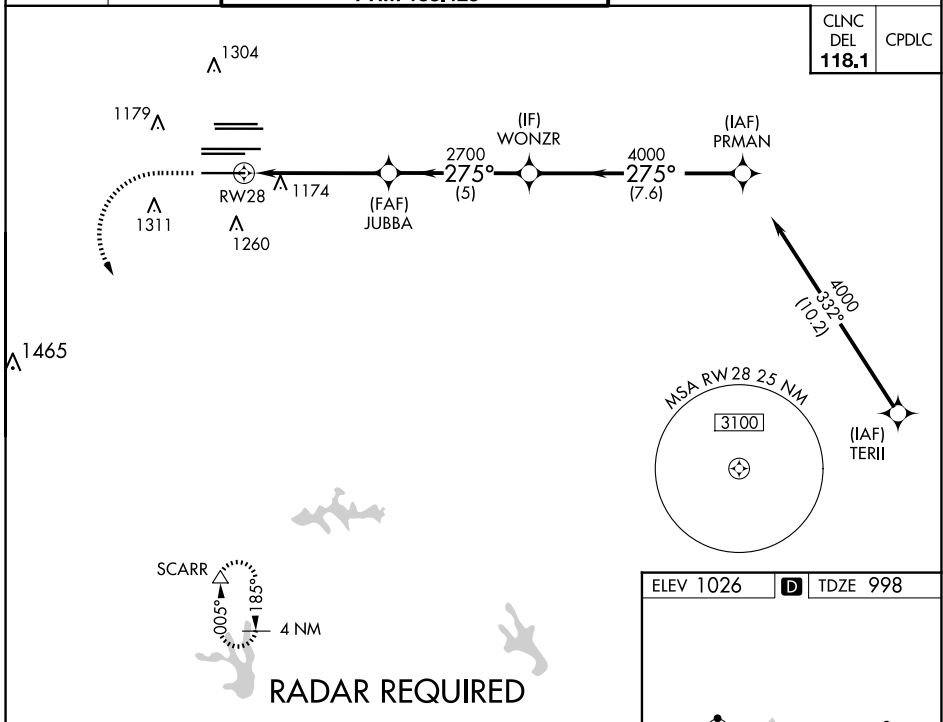 CLNC
DEL
118.1
CPDLC
1304
1179
(IF)
WONZR
(IAF)
PRMAN
2700
275°
(5)
4000
275°
(7.6)
RW28
1174
(FAF)
JUBBA
1311
1260
4000
332°
(10.2)
1465
MSA RW 28 25 NM
3100
(IAF)
TERII
SCARR
005°
185°
4 NM
ELEV 1026
D
TDZE 998
RADAR REQUIRED